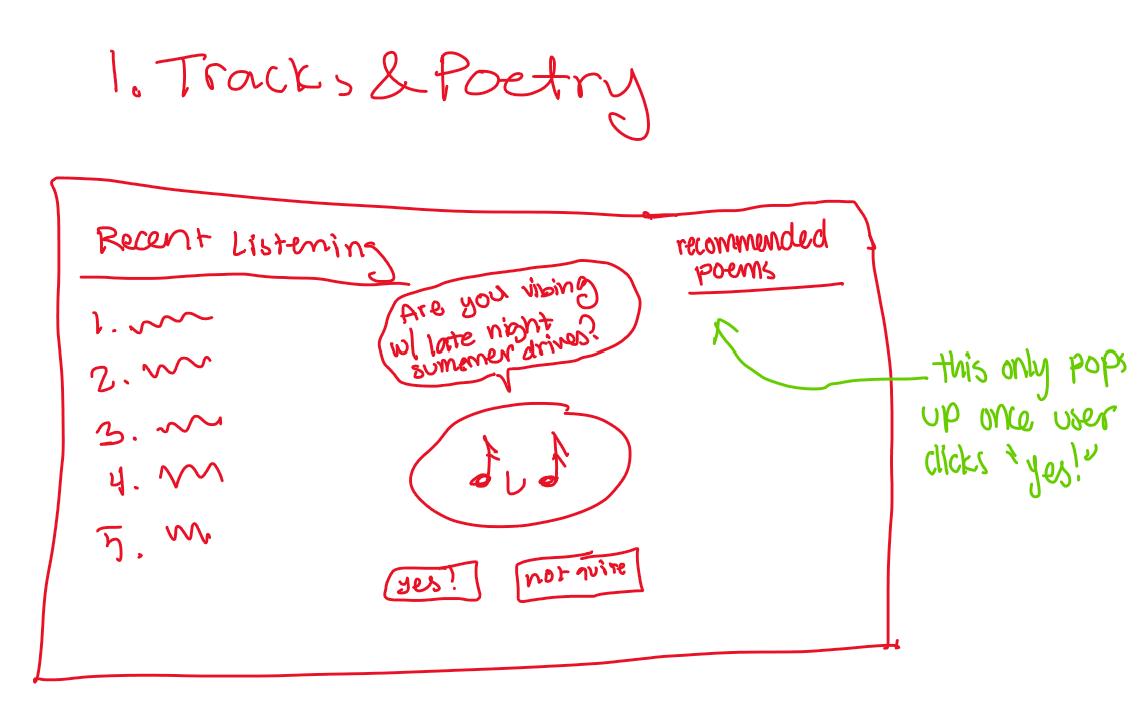 1. Tracks & Poetry
Recent Listening
1.
2.
3.
4.
5.
Are you vibing
w/ late night
summer drives?
yes!
not quite
recommended
poems
this only pops
up once user
clicks "yes!"